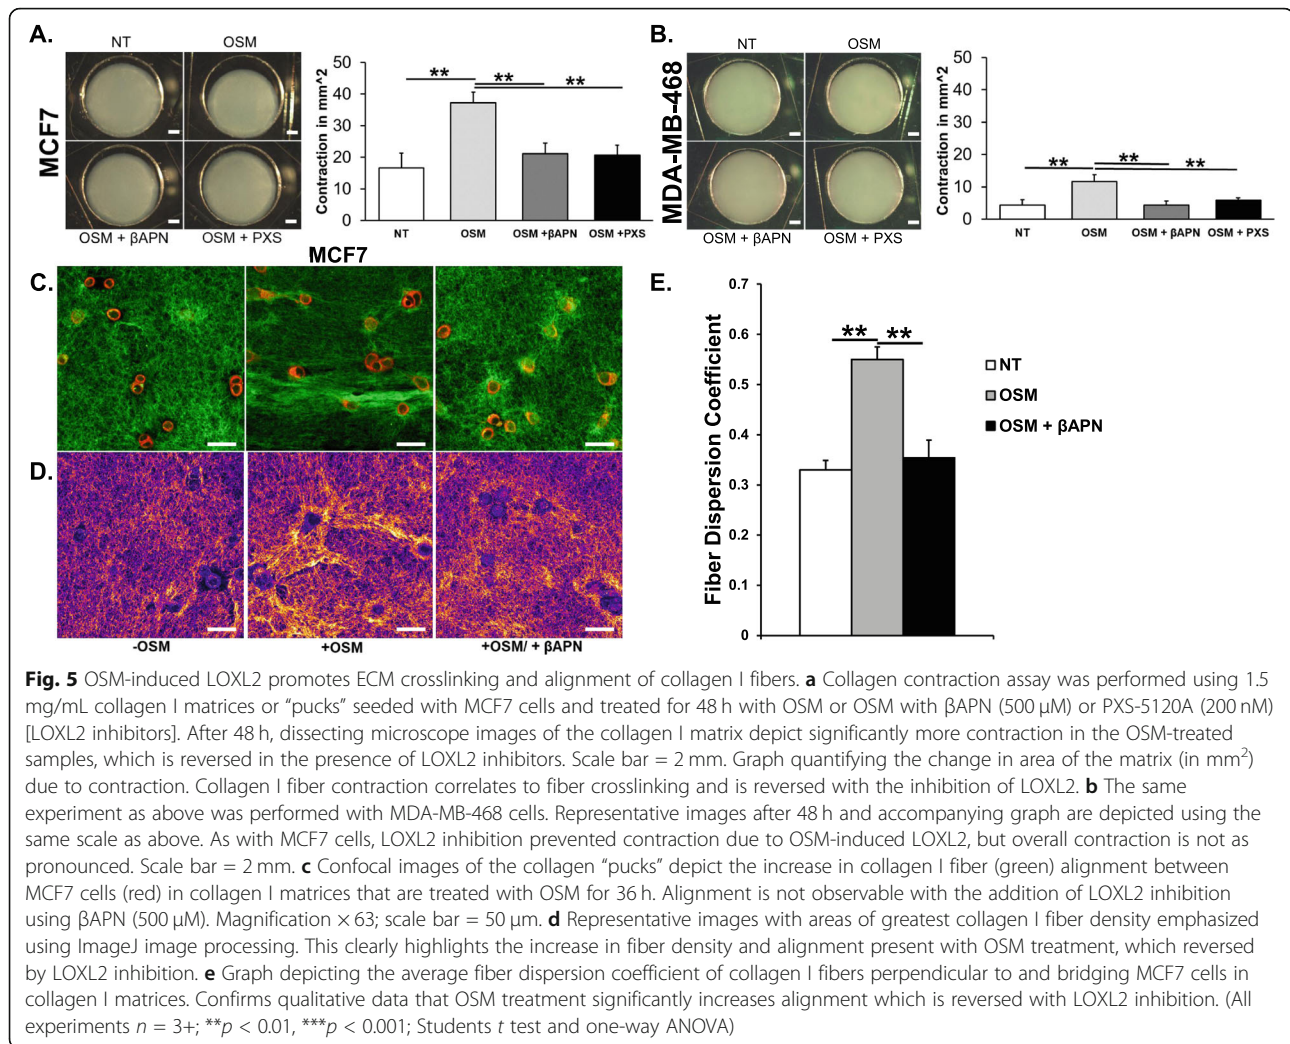 A.
NT
OSM
MCF7
OSM + βAPN
OSM + PXS
Contraction in mm^2
50
40
30
20
10
0
**
**
**
NT
OSM
OSM +βAPN
OSM +PXS
B.
NT
OSM
MDA-MB-468
OSM + βAPN
OSM + PXS
Contraction in mm^2
50
40
30
20
10
0
**
**
**
NT
OSM
OSM + βAPN
OSM + PXS
MCF7
C.
D.
-OSM
+OSM
+OSM/ + βAPN
E.
Fiber Dispersion Coefficient
0.7
0.6
0.5
0.4
0.3
0.2
0.1
0
**
**
NT
OSM
OSM + βAPN
Fig. 5 OSM-induced LOXL2 promotes ECM crosslinking and alignment of collagen I fibers. a Collagen contraction assay was performed using 1.5
mg/mL collagen I matrices or “pucks” seeded with MCF7 cells and treated for 48 h with OSM or OSM with βAPN (500 μM) or PXS-5120A (200 nM)
[LOXL2 inhibitors]. After 48 h, dissecting microscope images of the collagen I matrix depict significantly more contraction in the OSM-treated
samples, which is reversed in the presence of LOXL2 inhibitors. Scale bar = 2 mm. Graph quantifying the change in area of the matrix (in mm²)
due to contraction. Collagen I fiber contraction correlates to fiber crosslinking and is reversed with the inhibition of LOXL2. b The same
experiment as above was performed with MDA-MB-468 cells. Representative images after 48 h and accompanying graph are depicted using the
same scale as above. As with MCF7 cells, LOXL2 inhibition prevented contraction due to OSM-induced LOXL2, but overall contraction is not as
pronounced. Scale bar = 2 mm. c Confocal images of the collagen “pucks” depict the increase in collagen I fiber (green) alignment between
MCF7 cells (red) in collagen I matrices that are treated with OSM for 36 h. Alignment is not observable with the addition of LOXL2 inhibition
using βAPN (500 μM). Magnification × 63; scale bar = 50 μm. d Representative images with areas of greatest collagen I fiber density emphasized
using ImageJ image processing. This clearly highlights the increase in fiber density and alignment present with OSM treatment, which reversed
by LOXL2 inhibition. e Graph depicting the average fiber dispersion coefficient of collagen I fibers perpendicular to and bridging MCF7 cells in
collagen I matrices. Confirms qualitative data that OSM treatment significantly increases alignment which is reversed with LOXL2 inhibition. (All
experiments n = 3+; **p < 0.01, ***p < 0.001; Students t test and one-way ANOVA)